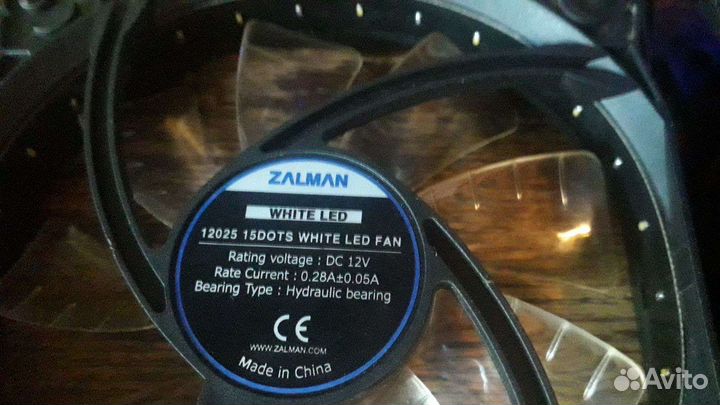 ZALMAN
WHITE LED
12025 15DOTS WHITE LED FAN
Rating voltage : DC 12V
Rate Current : 0.28A±0.05A
Bearing Type : Hydraulic bearing
CE
WWW.ZALMAN.COM
Made in China
Avito